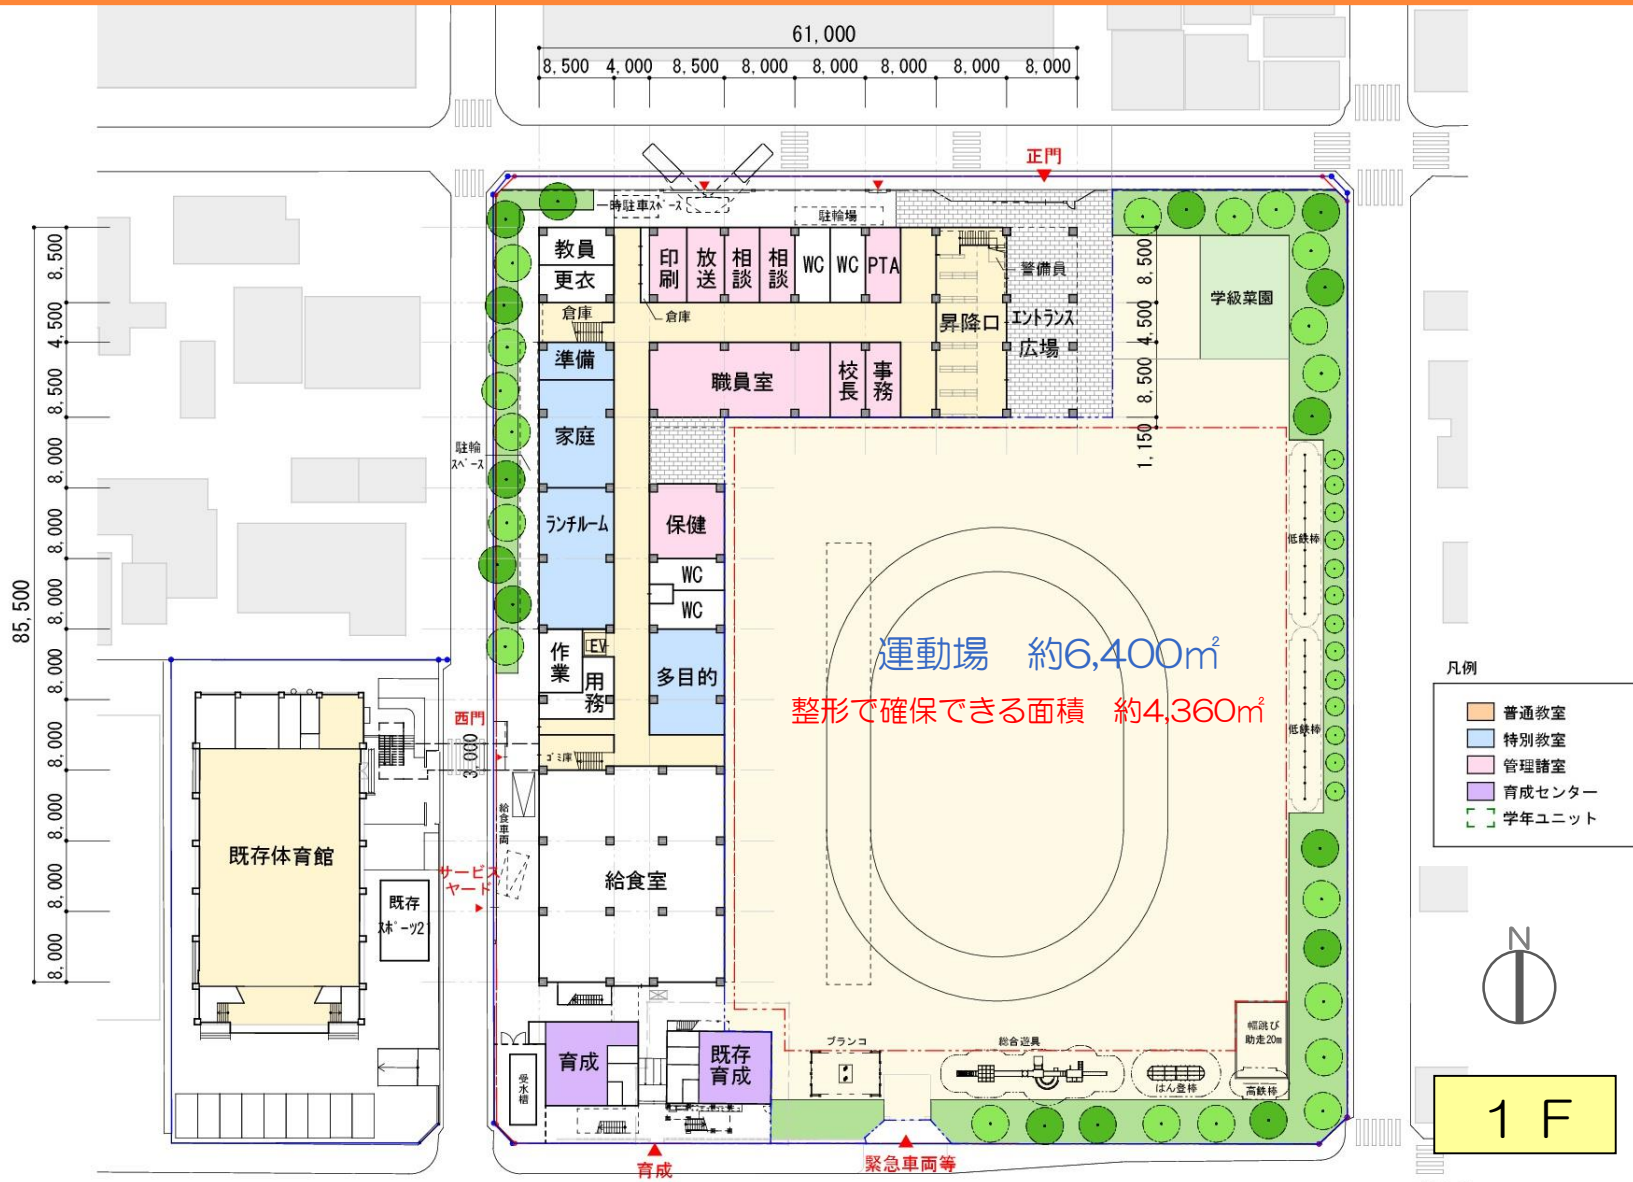 61,000
8,500 4,000 8,500 8,000 8,000 8,000 8,000 8,000
正門
一時駐車スペース
駐輪場
教員
更衣
印刷
放送
相談
相談
WC
WC
PTA
警備員
8,500
学級菜園
倉庫
倉庫
昇降口
エントランス
広場
4,500
準備
職員室
校長
事務
8,500
家庭
駐輪
スペース
1,150
ランチルーム
保健
WC
WC
低鉄棒
作業
EV
用務
多目的
運動場 約6,400㎡
整形で確保できる面積 約4,360㎡
低鉄棒
西門
3,000
ゴミ庫
給食車両
85,500
8,500
4,500
8,500
8,000
8,000
8,000
8,000
8,000
8,000
8,000
8,000
既存体育館
サービス
ヤード
既存
スポーツ21
給食室
凡例
普通教室
特別教室
管理諸室
育成センター
学年ユニット
N
受水槽
育成
既存
育成
ブランコ
総合遊具
はん登棒
幅跳び
助走20m
高鉄棒
育成
緊急車両等
1F